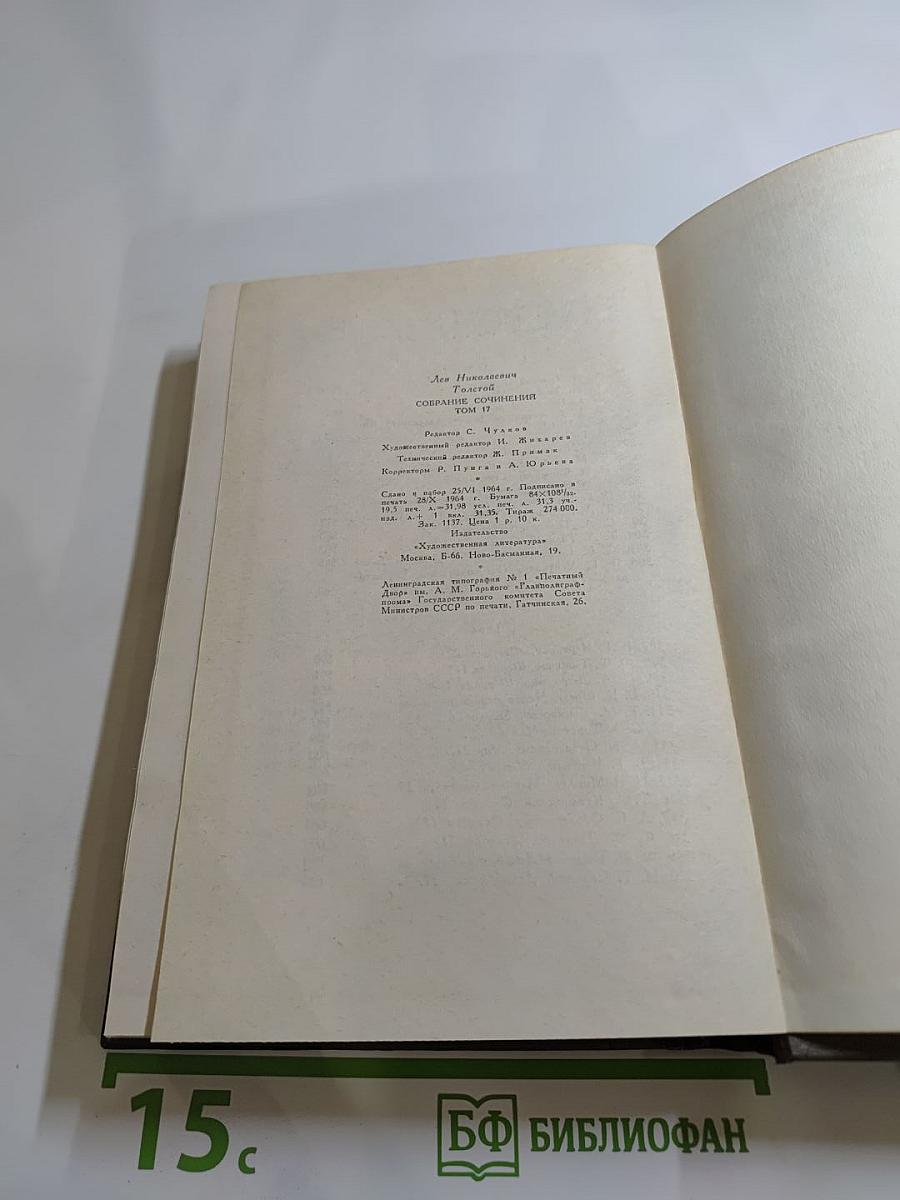 Лев Николаевич
Толстой
СОБРАНИЕ СОЧИНЕНИЙ
ТОМ 17
Редактор С. Чулков
Художественный редактор И. Жихарев
Технический редактор Ж. Примак
Корректоры Р. Пунга и А. Юрьева
*
Сдано в набор 25/VI 1964 г. Подписано в
печать 28/X 1964 г. Бумага 84×108¹/₃₂.
19,5 печ. л.=31,98 усл. печ. л. 31,3 уч.-
изд. л.+ 1 вкл. 31,35. Тираж 274 000.
Зак. 1137. Цена 1 р. 10 к.
Издательство
«Художественная литература»
Москва, Б-66, Ново-Басманная, 19.
*
Ленинградская типография № 1 «Печатный
Двор» им. А. М. Горького «Главполиграф-
прома» Государственного комитета Совета
Министров СССР по печати, Гатчинская, 26.
15 с
БФ БИБЛИОФАН